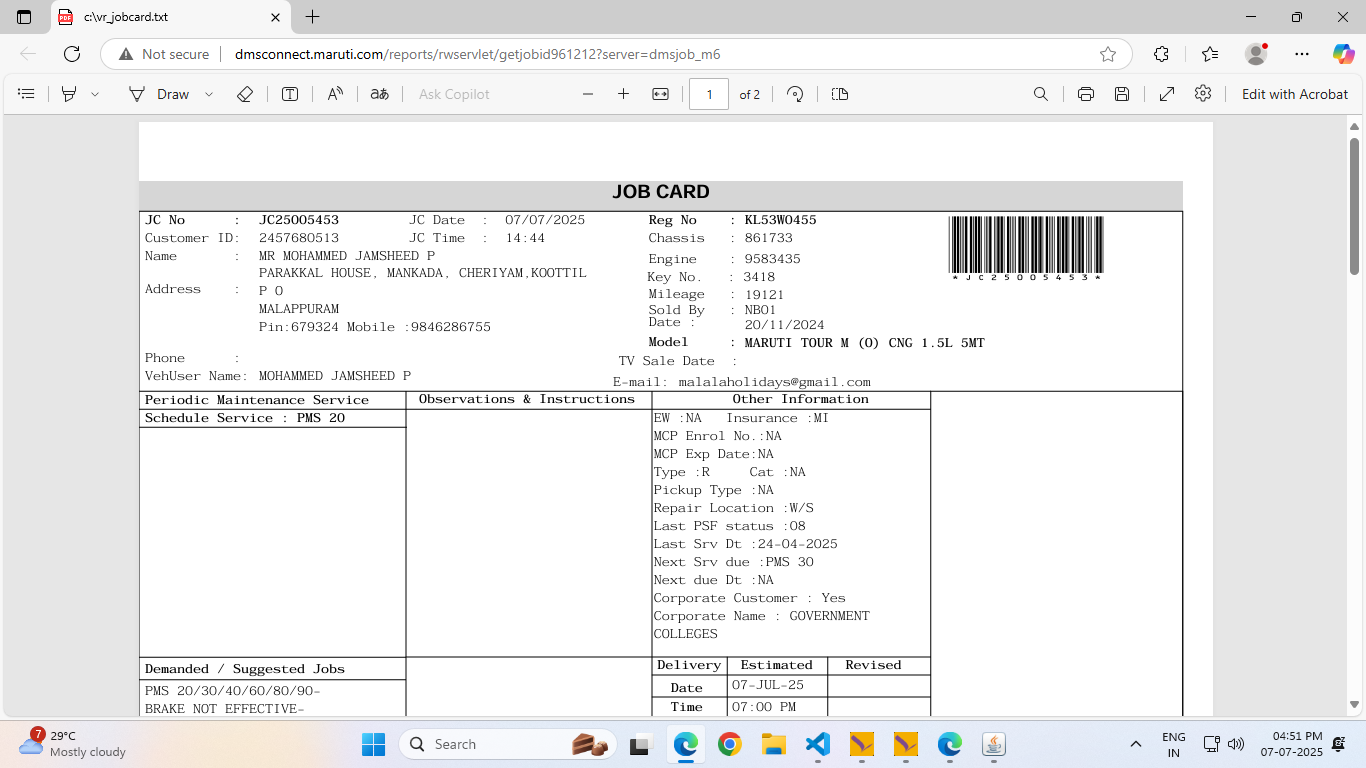 c:\vr_jobcard.txt
Not secure dmsconnect.maruti.com/reports/rwservlet/getjobid961212?server=dmsjob_m6
Draw Ask Copilot 1 of 2 Edit with Acrobat
JOB CARD
JC No : JC25005453 JC Date : 07/07/2025 Reg No : KL53W0455
Customer ID: 2457680513 JC Time : 14:44 Chassis : 861733
Name : MR MOHAMMED JAMSHEED P Engine : 9583435
PARAKKAL HOUSE, MANKADA, CHERIYAM,KOOTTIL Key No. : 3418
*JC25005453*
Address : P O Mileage : 19121
MALAPPURAM Sold By : NB01
Pin:679324 Mobile :9846286755 Date : 20/11/2024
Model : MARUTI TOUR M (O) CNG 1.5L 5MT
Phone : TV Sale Date :
VehUser Name: MOHAMMED JAMSHEED P E-mail: malalaholidays@gmail.com
Periodic Maintenance Service Observations & Instructions Other Information
Schedule Service : PMS 20 EW :NA Insurance :MI
MCP Enrol No.:NA
MCP Exp Date:NA
Type :R Cat :NA
Pickup Type :NA
Repair Location :W/S
Last PSF status :08
Last Srv Dt :24-04-2025
Next Srv due :PMS 30
Next due Dt :NA
Corporate Customer : Yes
Corporate Name : GOVERNMENT
COLLEGES
Demanded / Suggested Jobs Delivery Estimated Revised
PMS 20/30/40/60/80/90- Date 07-JUL-25
BRAKE NOT EFFECTIVE- Time 07:00 PM
7 29°C
Mostly cloudy
Search
ENG
IN
04:51 PM
07-07-2025